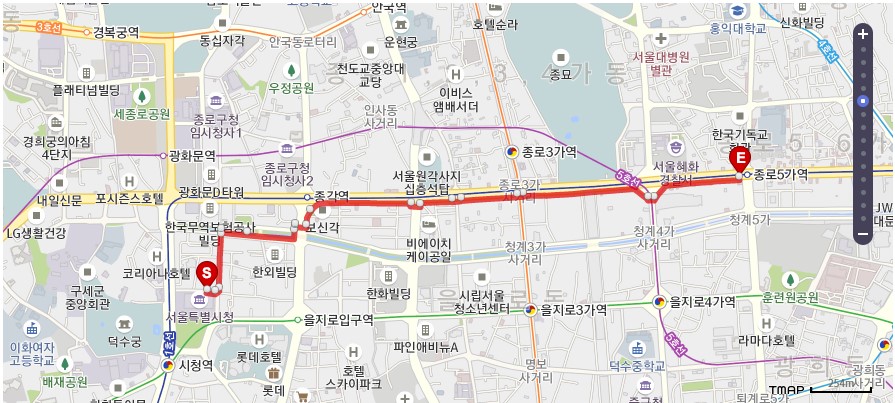 안국역
호텔순라
홍익대학교
신화빌딩
3호선
경복궁역
동십자각
운현궁
안국동로터리
4호선
서울대병원
별관
천도교중앙대
교당
종묘
3
4
가
동
플래티넘빌딩
우정공원
이비스
앰배서더
세종로공원
종로구청
임시청사1
인사동
사거리
한국기독교
회관
경희궁의아침
4단지
광화문역
종로구청
임시청사2
종로3가역
서울혜화
경찰서
E
종로5가역
서울원각사지
십층석탑
5호선
종로3가
사거리
내일신문
포시즌스호텔
광화문D타워
종각역
LG생활건강
한국무역보험공사
빌딩
보신각
청계5가
JW
청계4가
사거리
비에이치
케이공일
청계3가
사거리
코리아나호텔
S
한외빌딩
구세군
중앙회관
한화빌딩
을
시립서울
청소년센터
서울특별시청
을지로3가역
을지로4가역
훈련원공원
을지로입구역
이화여자
고등학교
덕수궁
1호선
시청역
롯데호텔
파인애비뉴A
라마다호텔
5호선
덕수중학교
호텔
스카이파크
명보
사거리
배재공원
롯데
광희동
사거리
퇴계로
TMAP
254m